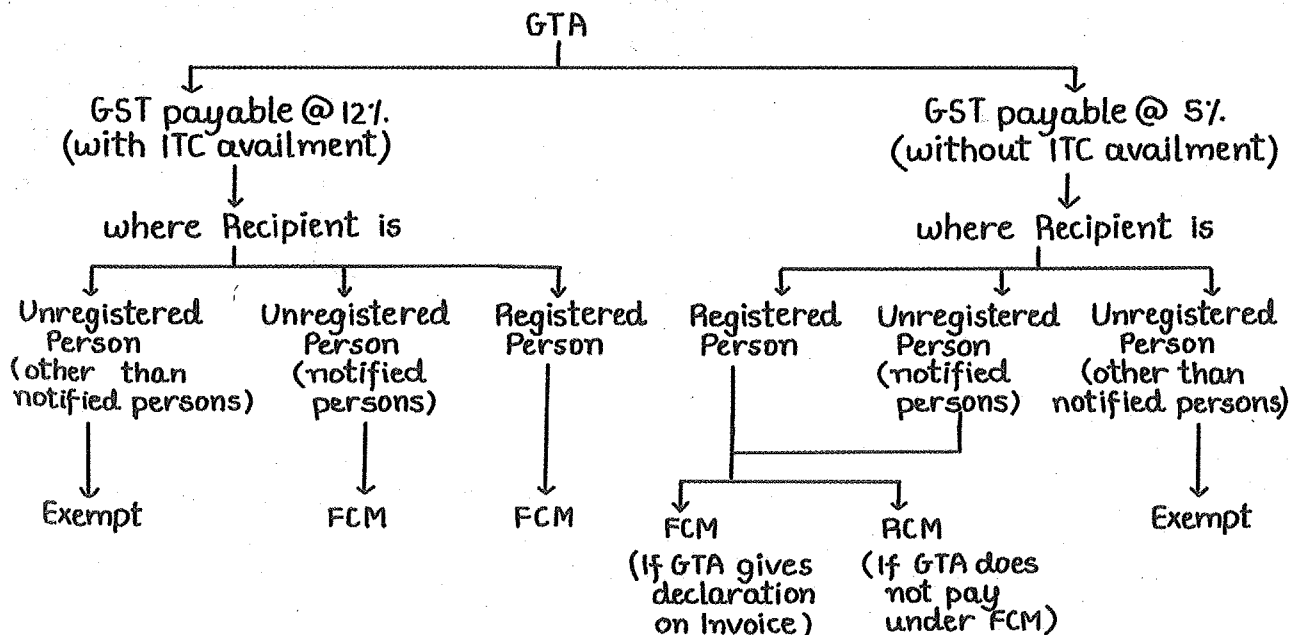 GTA
GST payable @ 12%.
(with ITC availment)
GST payable @ 5%.
(without ITC availment)
where Recipient is
where Recipient is
Unregistered
Person
(other than
notified persons)
Unregistered
Person
(notified
persons)
Registered
Person
Registered
Person
Unregistered
Person
(notified
persons)
Unregistered
Person
(other than
notified persons)
Exempt
FCM
FCM
FCM
(If GTA gives
declaration
on Invoice)
RCM
(If GTA does
not pay
under FCM)
Exempt